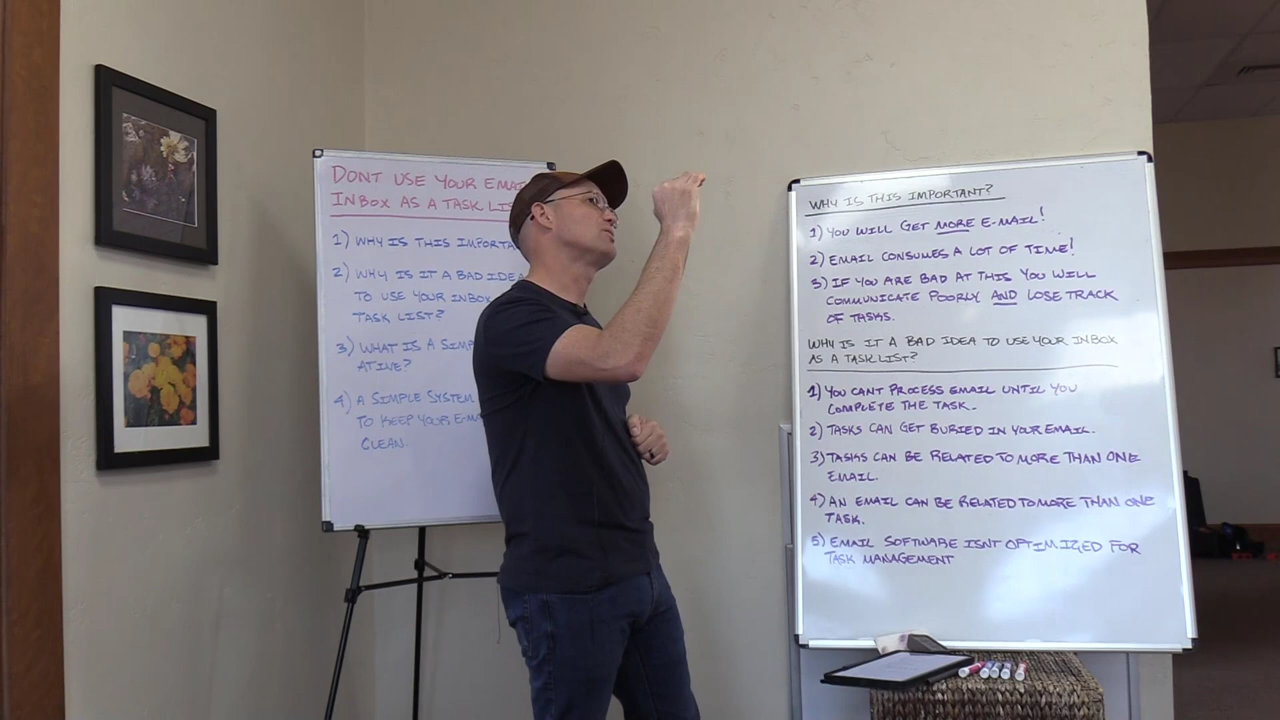 DONT USE YOUR EMA
INBOX AS A TASK LIS
1) WHY IS THIS IMPORTA
2) WHY IS IT A BAD IDEA
TO USE YOUR INBOX
TASK LIST?
3) WHAT IS A SIMP
ATIVE?
4) A SIMPLE SYSTEM
TO KEEP YOUR E-M
CLEAN.
WHY IS THIS IMPORTANT?
1) YOU WILL GET MORE E-MAIL!
2) EMAIL CONSUMES A LOT OF TIME!
3) IF YOU ARE BAD AT THIS YOU WILL
COMMUNICATE POORLY AND LOSE TRACK
OF TASKS.
WHY IS IT A BAD IDEA TO USE YOUR INBOX
AS A TASKLIST?
1) YOU CANT PROCESS EMAIL UNTIL YOU
COMPLETE THE TASK.
2) TASKS CAN GET BURIED IN YOUR EMAIL.
3) TASKS CAN BE RELATED TO MORE THAN ONE
EMAIL.
4) AN EMAIL CAN BE RELATED TO MORE THAN ONE
TASK.
5) EMAIL SOFTWARE ISNT OPTIMIZED FOR
TASK MANAGEMENT